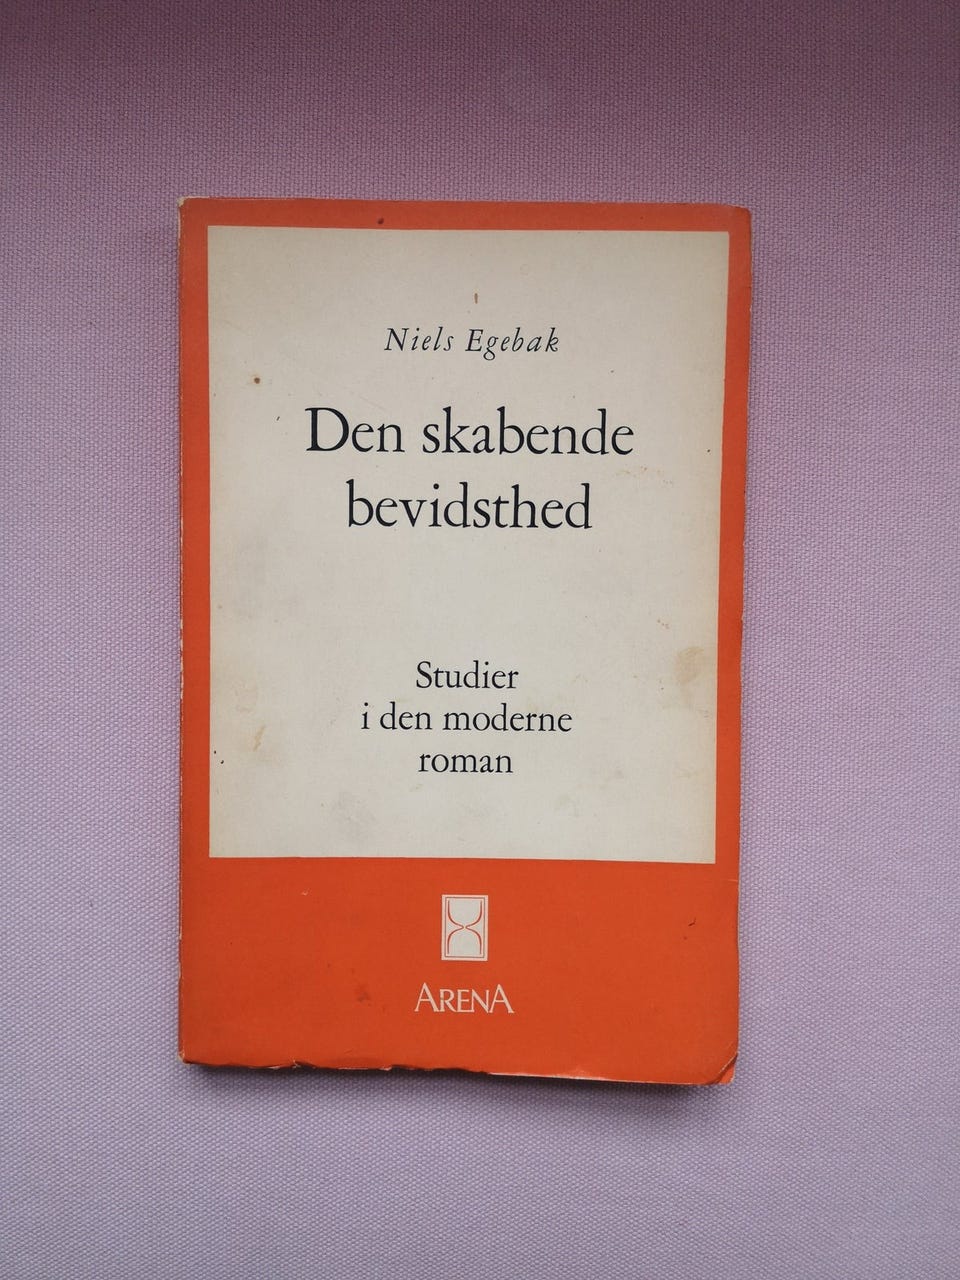 Niels Egebak
Den skabende
bevidsthed
Studier
i den moderne
roman
ARENA